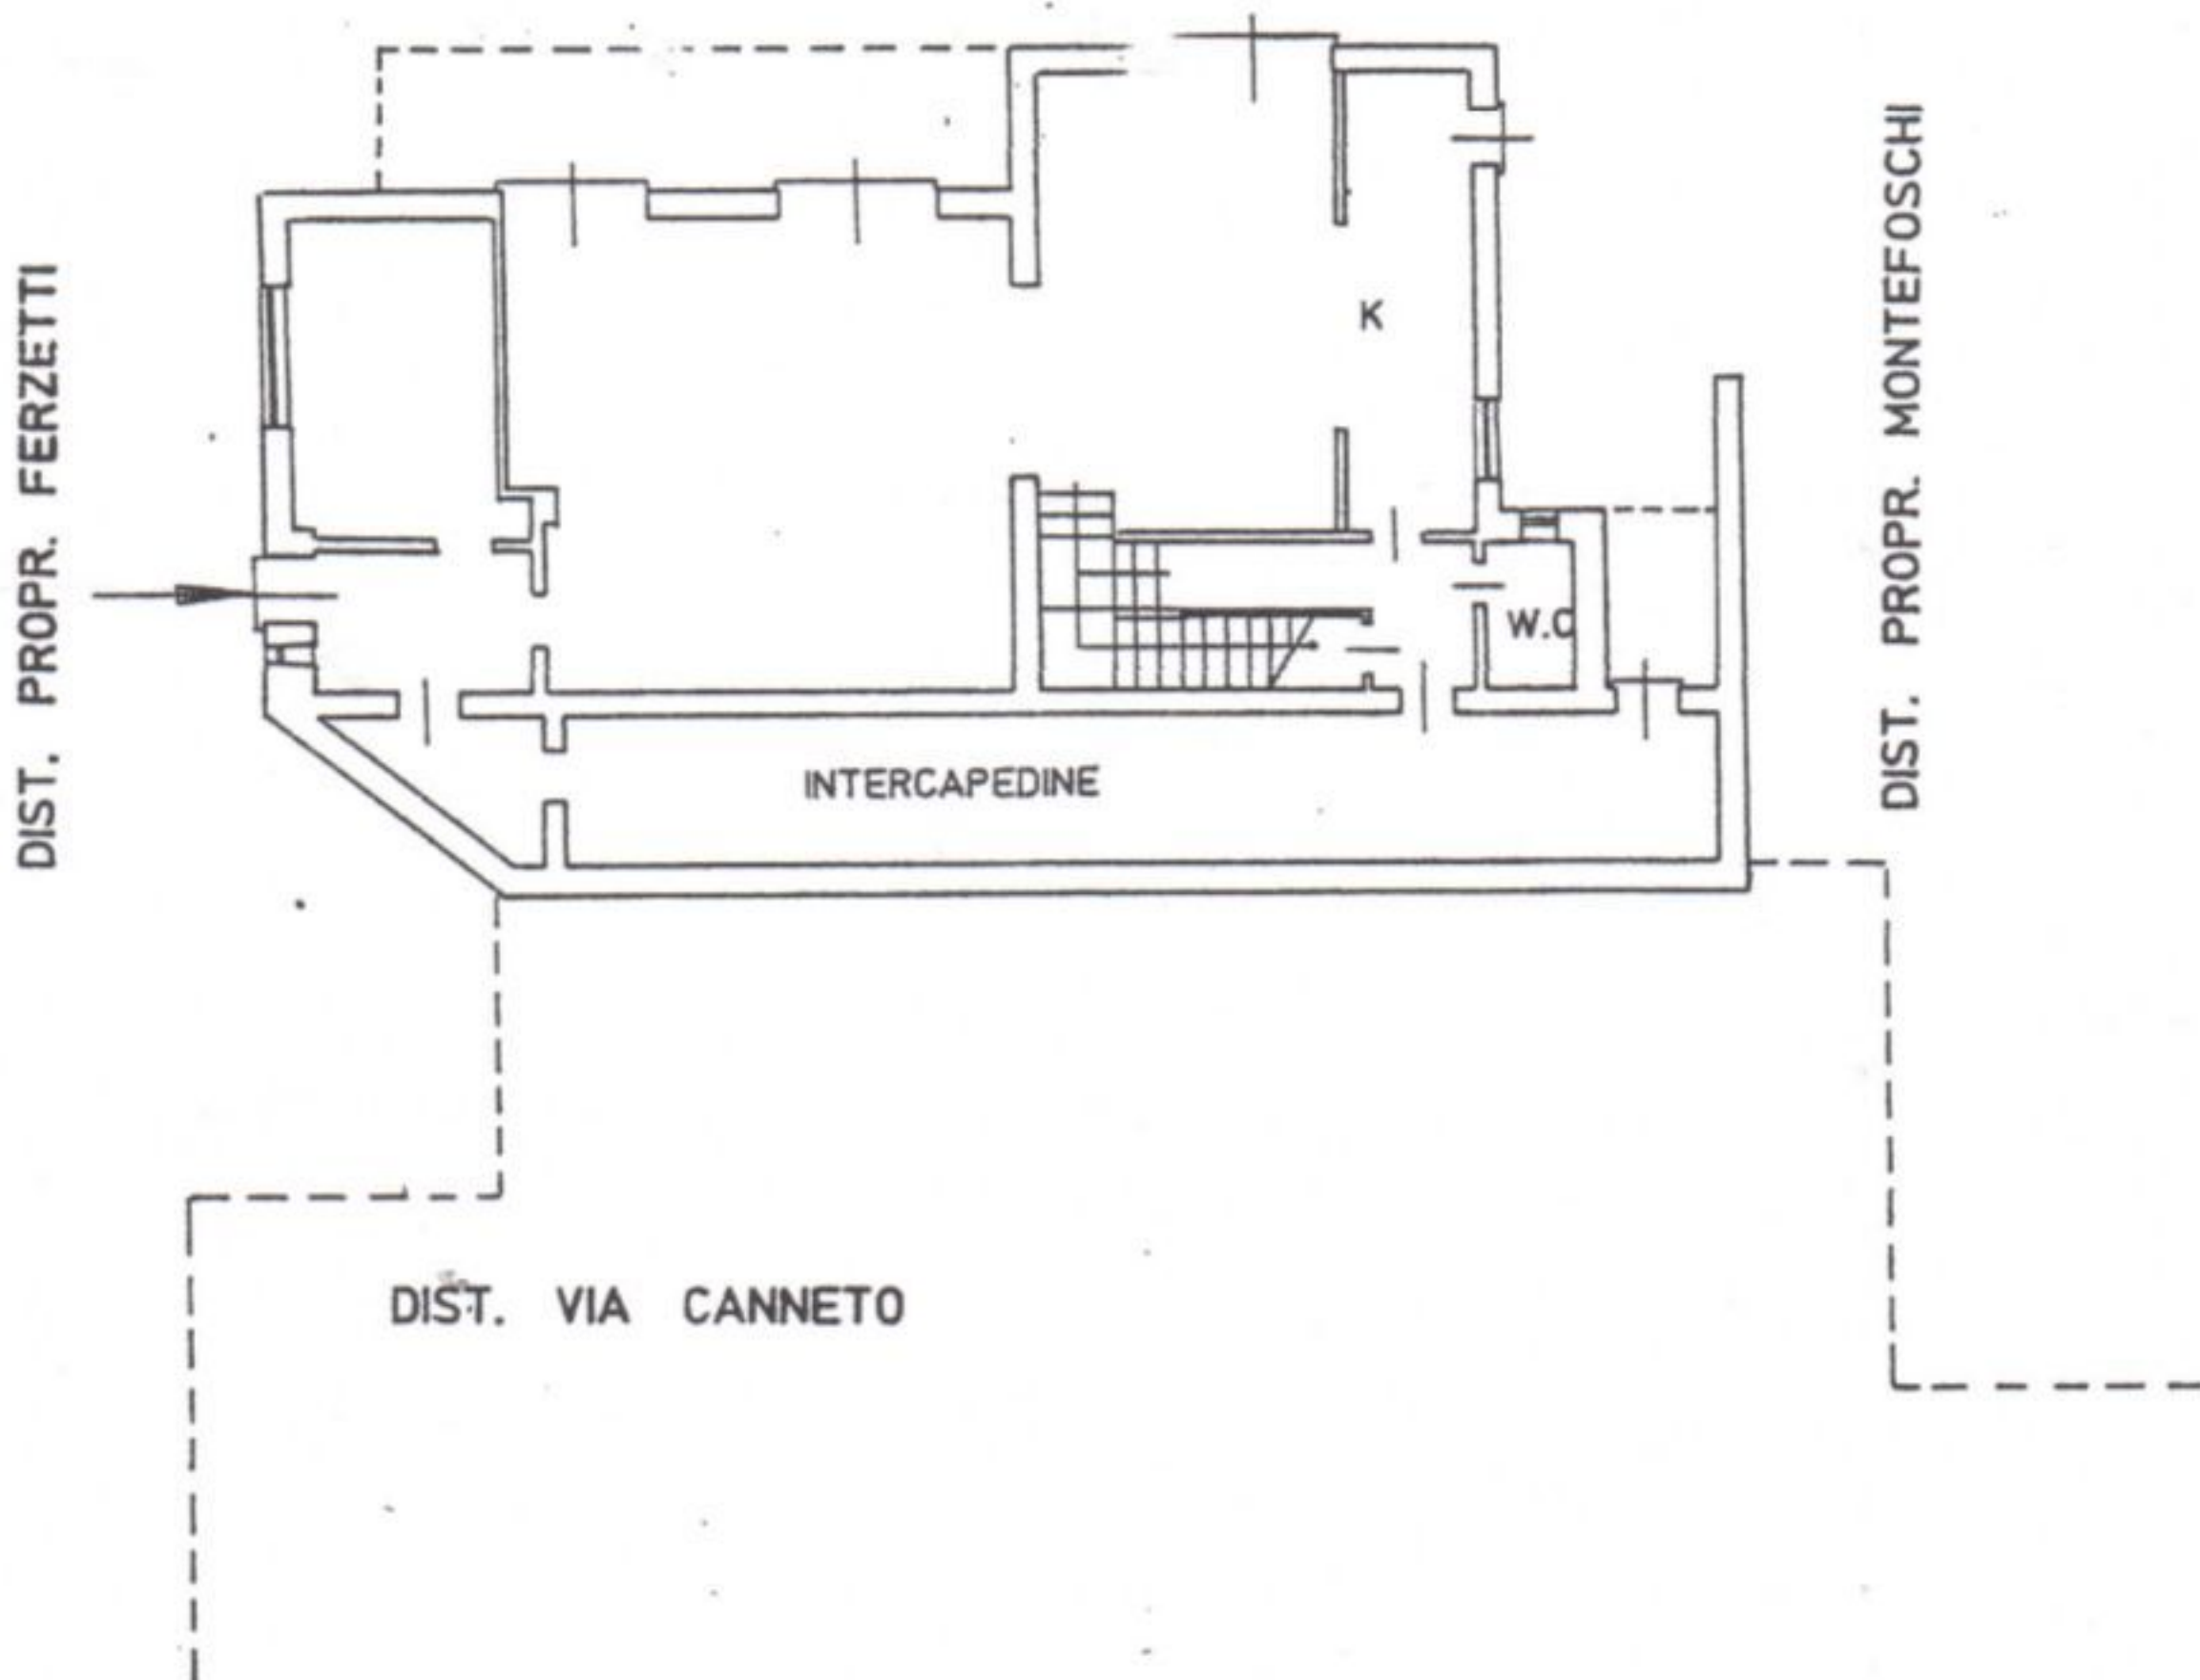 DIST. PROPR. FERZETTI
K
DIST. PROPR. MONTEFOSCHI
W.C
INTERCAPEDINE
DIST. VIA CANNETO